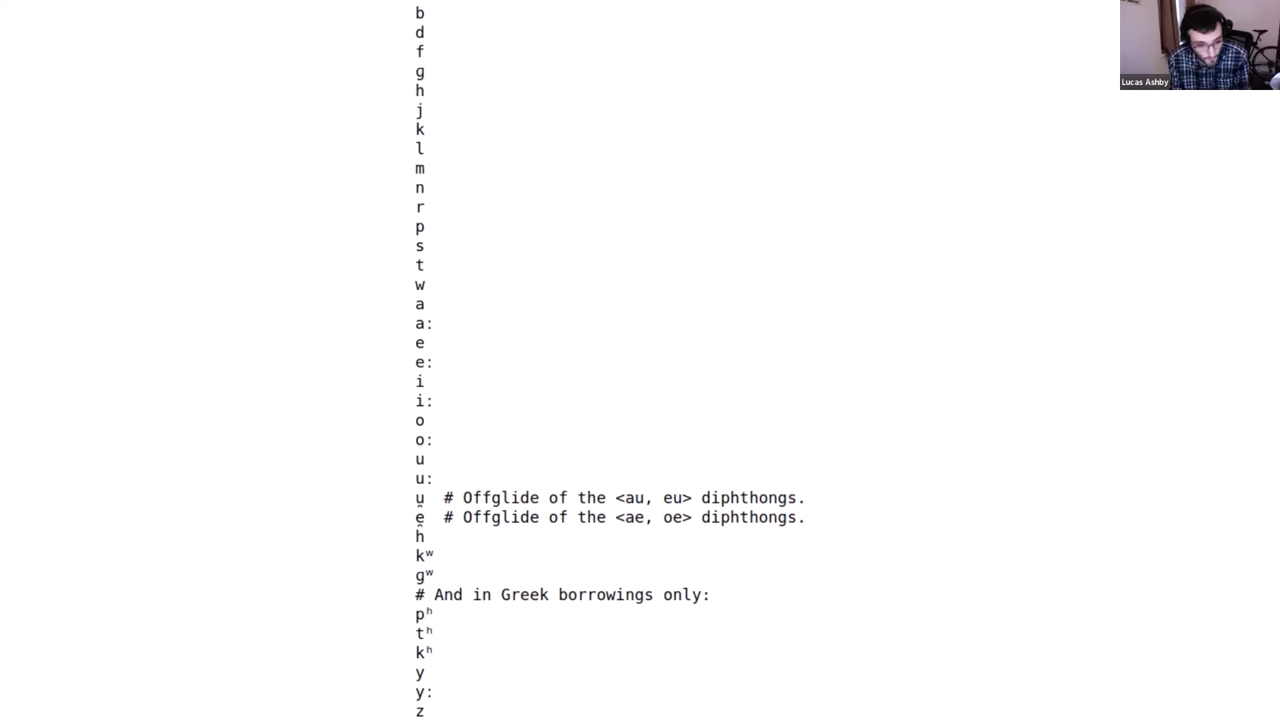 b
d
f
g
h
j
k
l
m
n
r
p
s
t
w
a
a:
e
e:
i
i:
o
o:
u
u:
u̯  # Offglide of the <au, eu> diphthongs.
e̯  # Offglide of the <ae, oe> diphthongs.
h
kʷ
gʷ
# And in Greek borrowings only:
pʰ
tʰ
kʰ
y
y:
z
Lucas Ashby